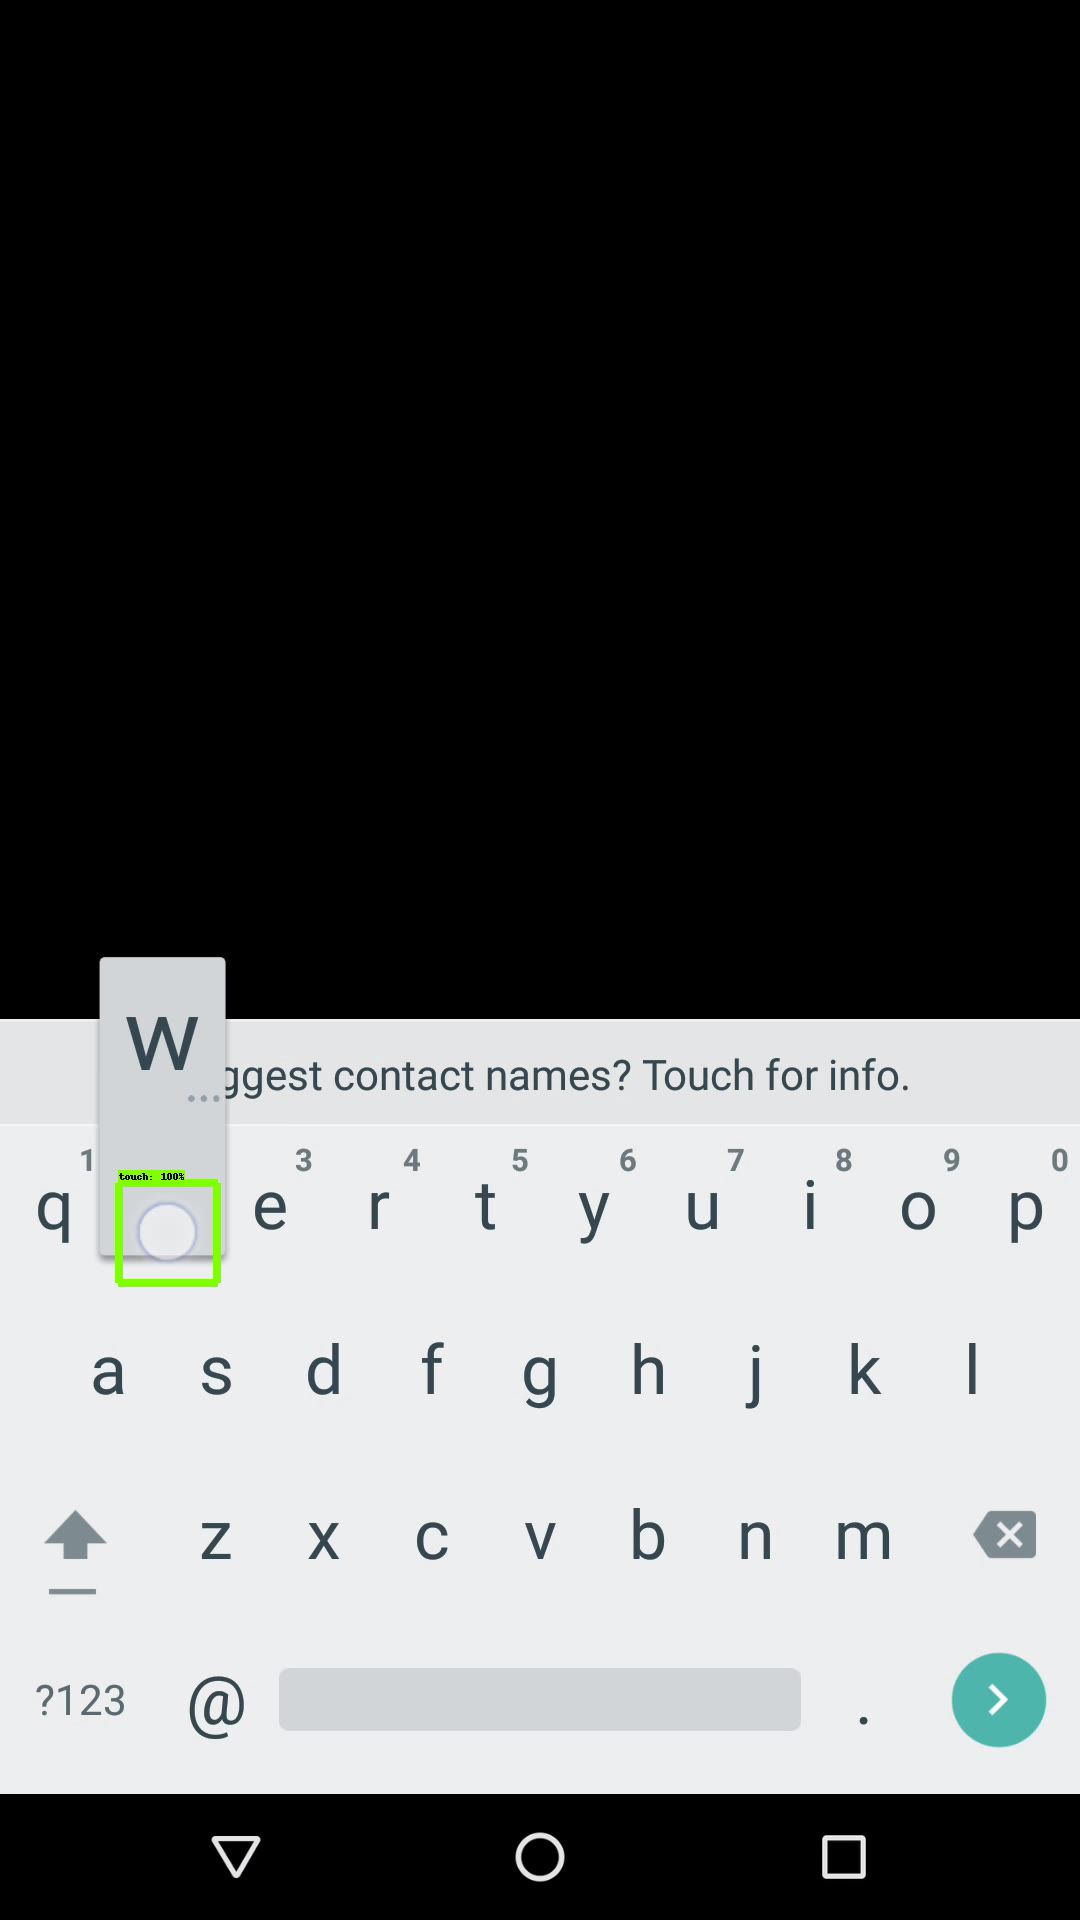 w
...
ggest contact names? Touch for info.
1 3 4 5 6 7 8 9 0
q e r t y u i o p
touch: 100%
a s d f g h j k l
z x c v b n m
?123 @ .